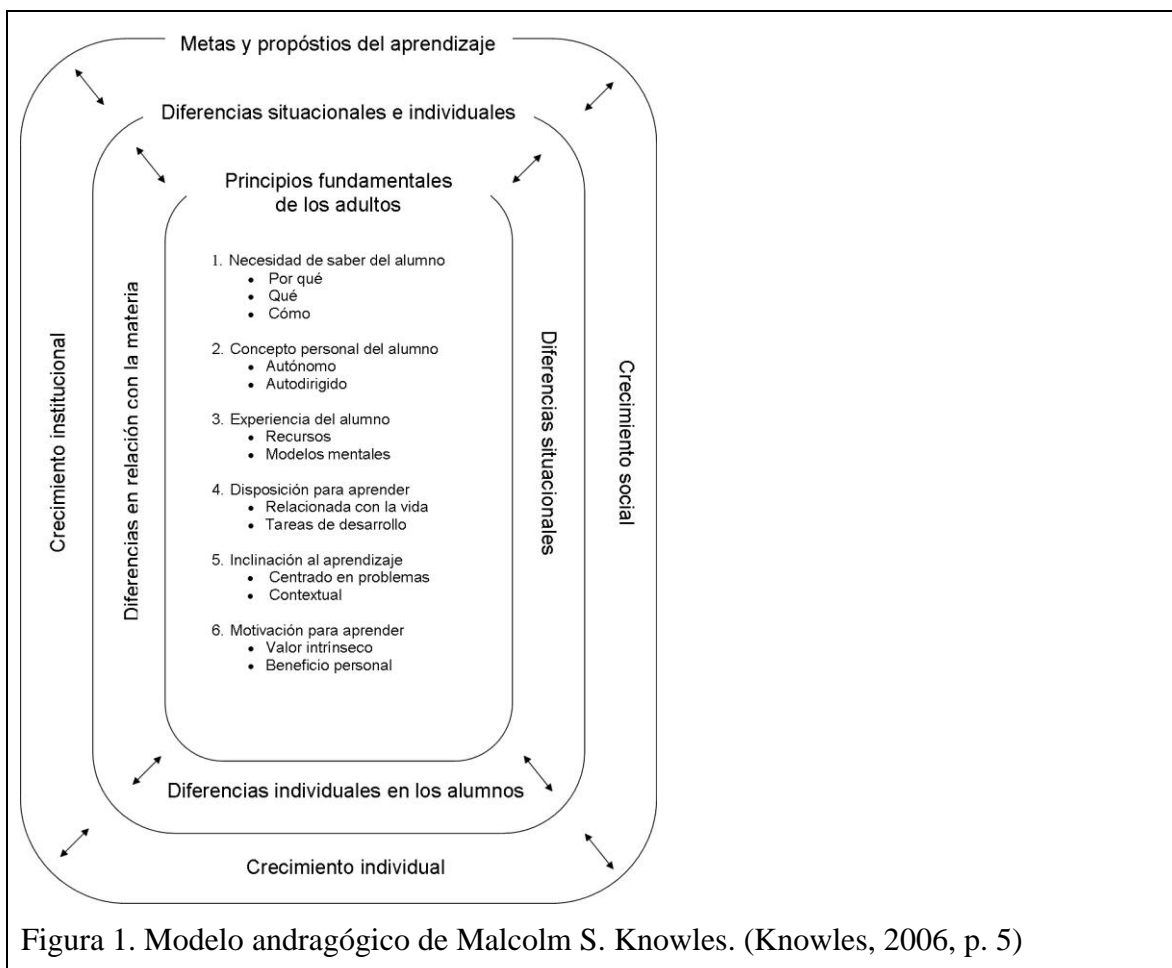 Metas y propóstios del aprendizaje
Diferencias situacionales e individuales
Principios fundamentales
de los adultos
1. Necesidad de saber del alumno
• Por qué
• Qué
• Cómo
2. Concepto personal del alumno
• Autónomo
• Autodirigido
3. Experiencia del alumno
• Recursos
• Modelos mentales
4. Disposición para aprender
• Relacionada con la vida
• Tareas de desarrollo
5. Inclinación al aprendizaje
• Centrado en problemas
• Contextual
6. Motivación para aprender
• Valor intrínseco
• Beneficio personal
Crecimiento institucional
Diferencias en relación con la materia
Diferencias situacionales
Crecimiento social
Diferencias individuales en los alumnos
Crecimiento individual
Figura 1. Modelo andragógico de Malcolm S. Knowles. (Knowles, 2006, p. 5)